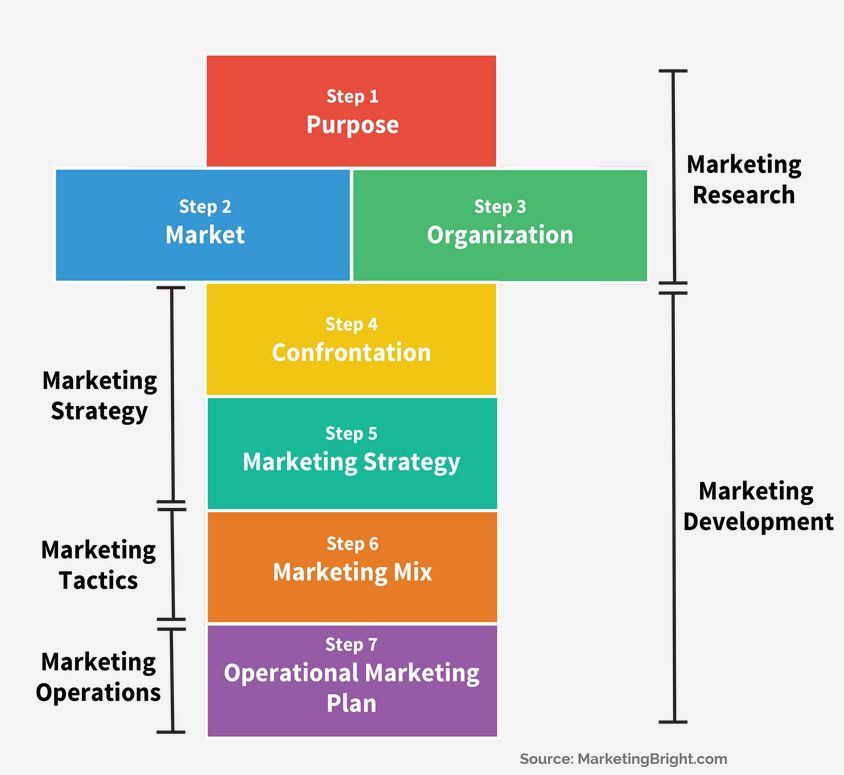 Step 1
Purpose
Step 2
Market
Step 3
Organization
Marketing
Research
Step 4
Confrontation
Marketing
Strategy
Step 5
Marketing Strategy
Marketing
Development
Step 6
Marketing Mix
Marketing
Tactics
Step 7
Operational Marketing
Plan
Marketing
Operations
Source: MarketingBright.com